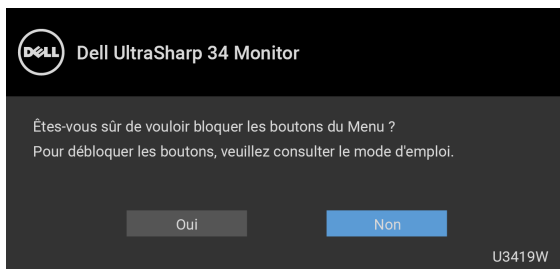 DELL
Dell UltraSharp 34 Monitor
Êtes-vous sûr de vouloir bloquer les boutons du Menu ?
Pour débloquer les boutons, veuillez consulter le mode d'emploi.
Oui
Non
U3419W